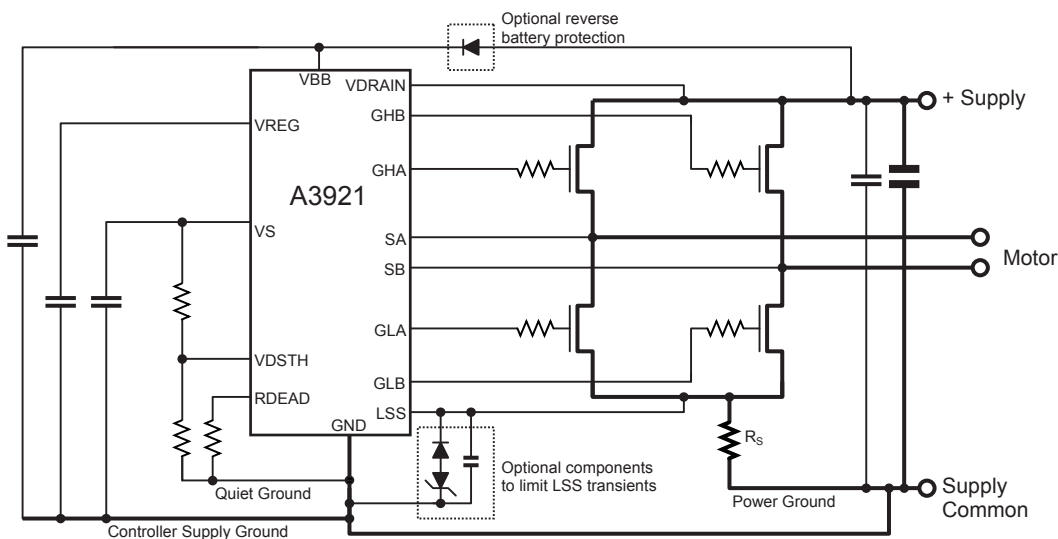 Optional reverse
battery protection
VBB
VDRAIN
+ Supply
GHB
VREG
GHA
A3921
VS
SA
SB
Motor
GLA
VDSTH
GLB
RDEAD
LSS
GND
RS
Optional components
to limit LSS transients
Quiet Ground
Power Ground
Supply
Common
Controller Supply Ground